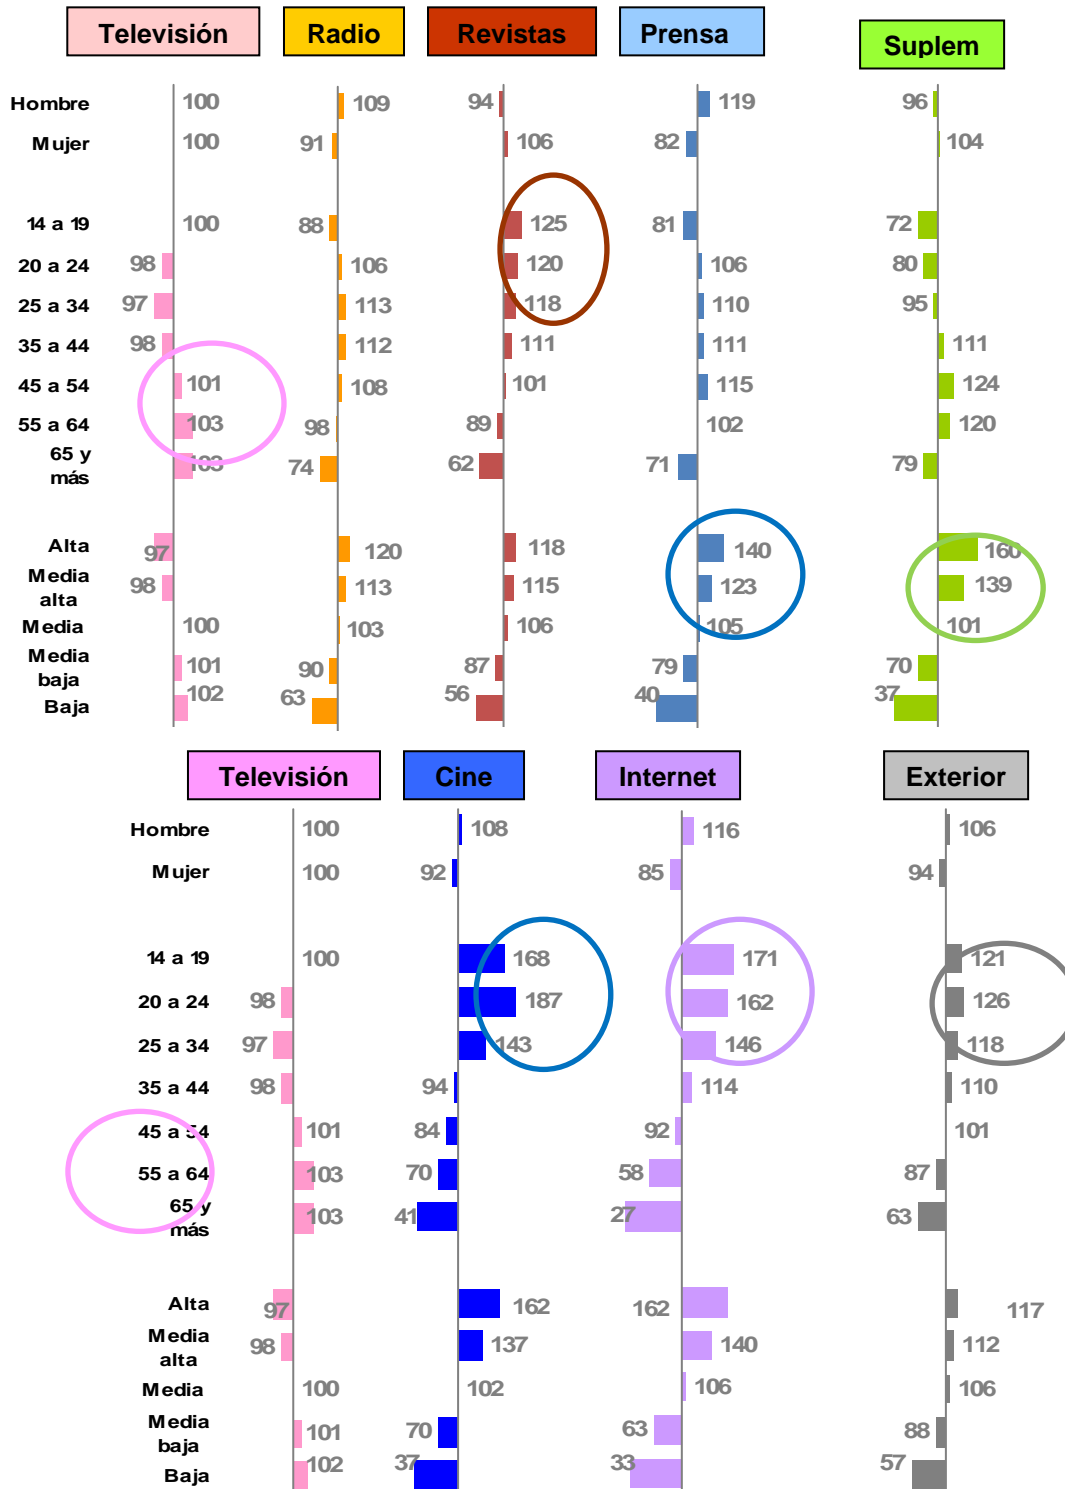 Televisión Radio Revistas Prensa Suplem
Hombre 100 109 94 119 96
Mujer 100 91 106 82 104
14 a 19 100 88 125 81 72
20 a 24 98 106 120 106 80
25 a 34 97 113 118 110 95
35 a 44 98 112 111 111 111
45 a 54 101 108 101 115 124
55 a 64 103 98 89 102 120
65 y
más 103 74 62 71 79
Alta 97 120 118 140 160
Media
alta 98 113 115 123 139
Media 100 103 106 105 101
Media
baja 101 90 87 79 70
Baja 102 63 56 40 37
Televisión Cine Internet Exterior
Hombre 100 108 116 106
Mujer 100 92 85 94
14 a 19 100 168 171 121
20 a 24 98 187 162 126
25 a 34 97 143 146 118
35 a 44 98 94 114 110
45 a 54 101 84 92 101
55 a 64 103 70 58 87
65 y
más 103 41 27 63
Alta 97 162 162 117
Media
alta 98 137 140 112
Media 100 102 106 106
Media
baja 101 70 63 88
Baja 102 37 33 57